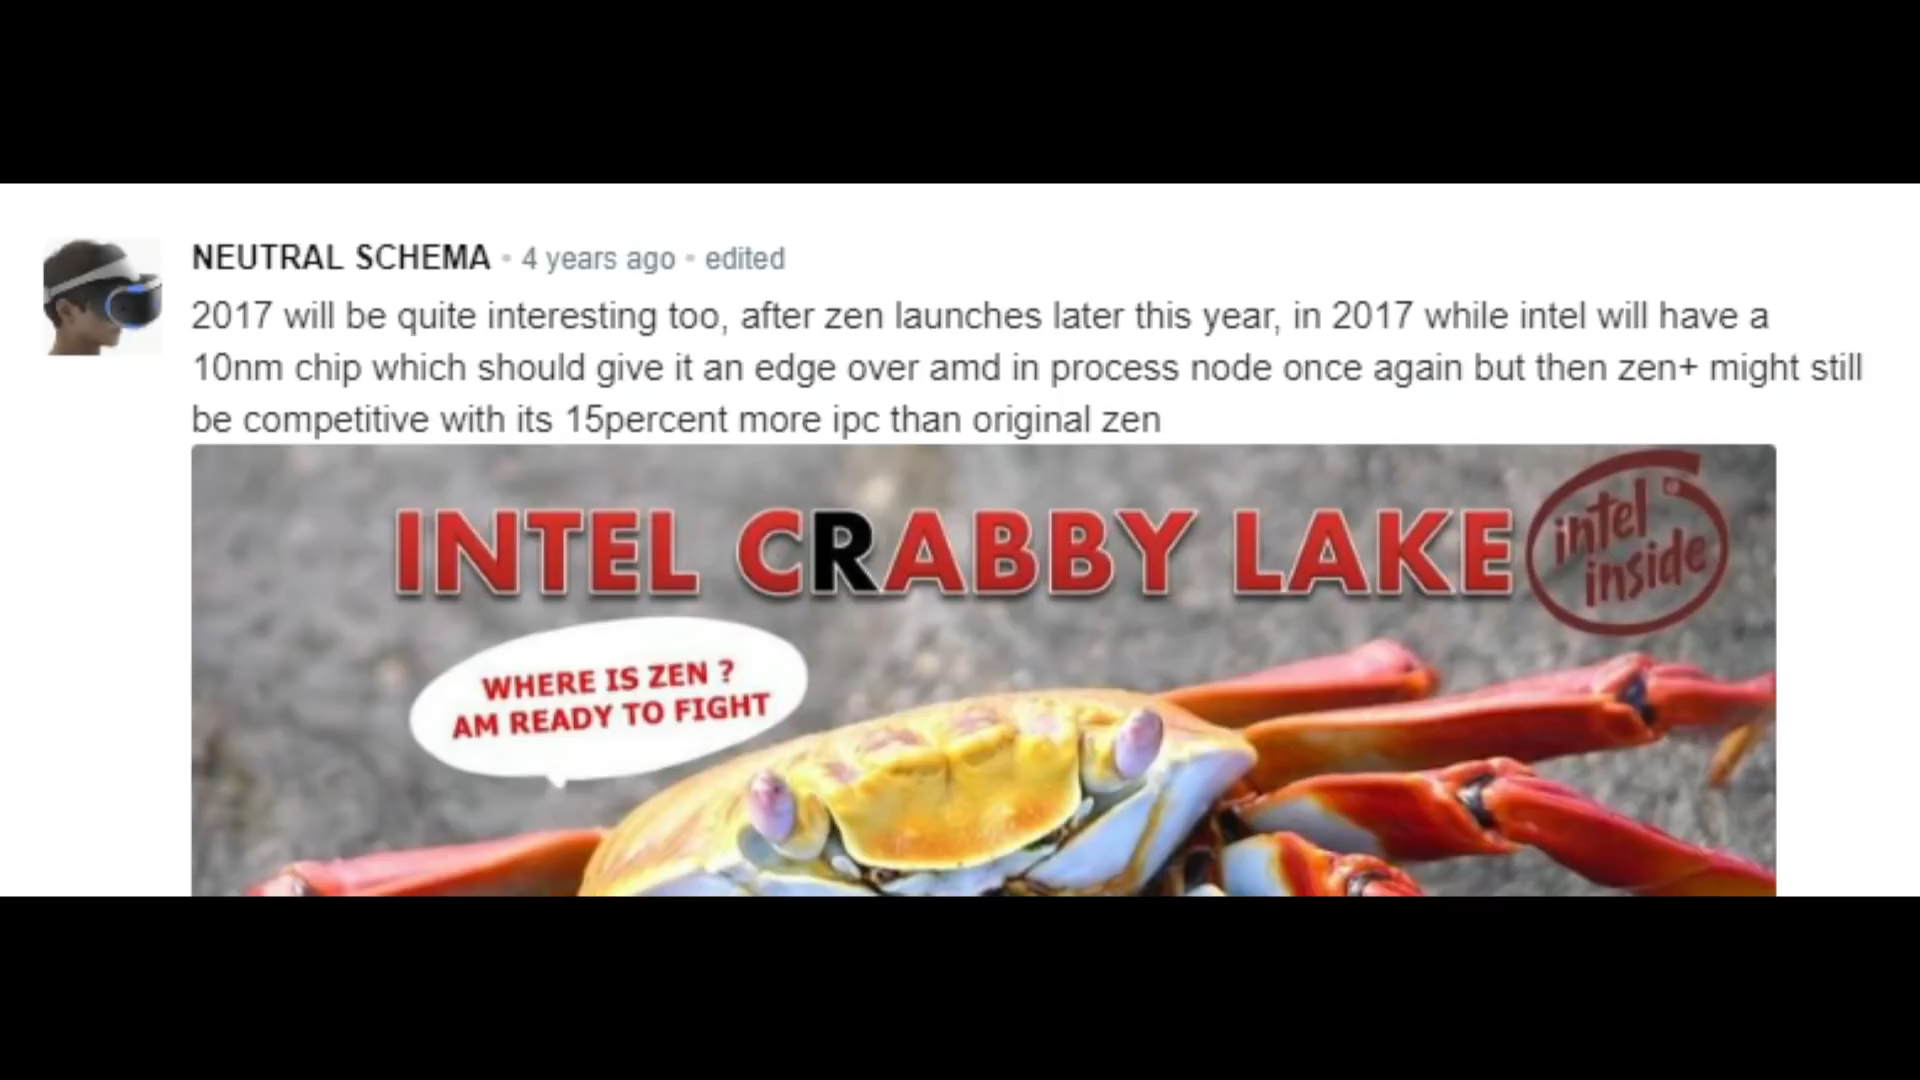 NEUTRAL SCHEMA • 4 years ago • edited
2017 will be quite interesting too, after zen launches later this year, in 2017 while intel will have a
10nm chip which should give it an edge over amd in process node once again but then zen+ might still
be competitive with its 15percent more ipc than original zen
INTEL CRABBY LAKE
intel
inside
WHERE IS ZEN ?
AM READY TO FIGHT